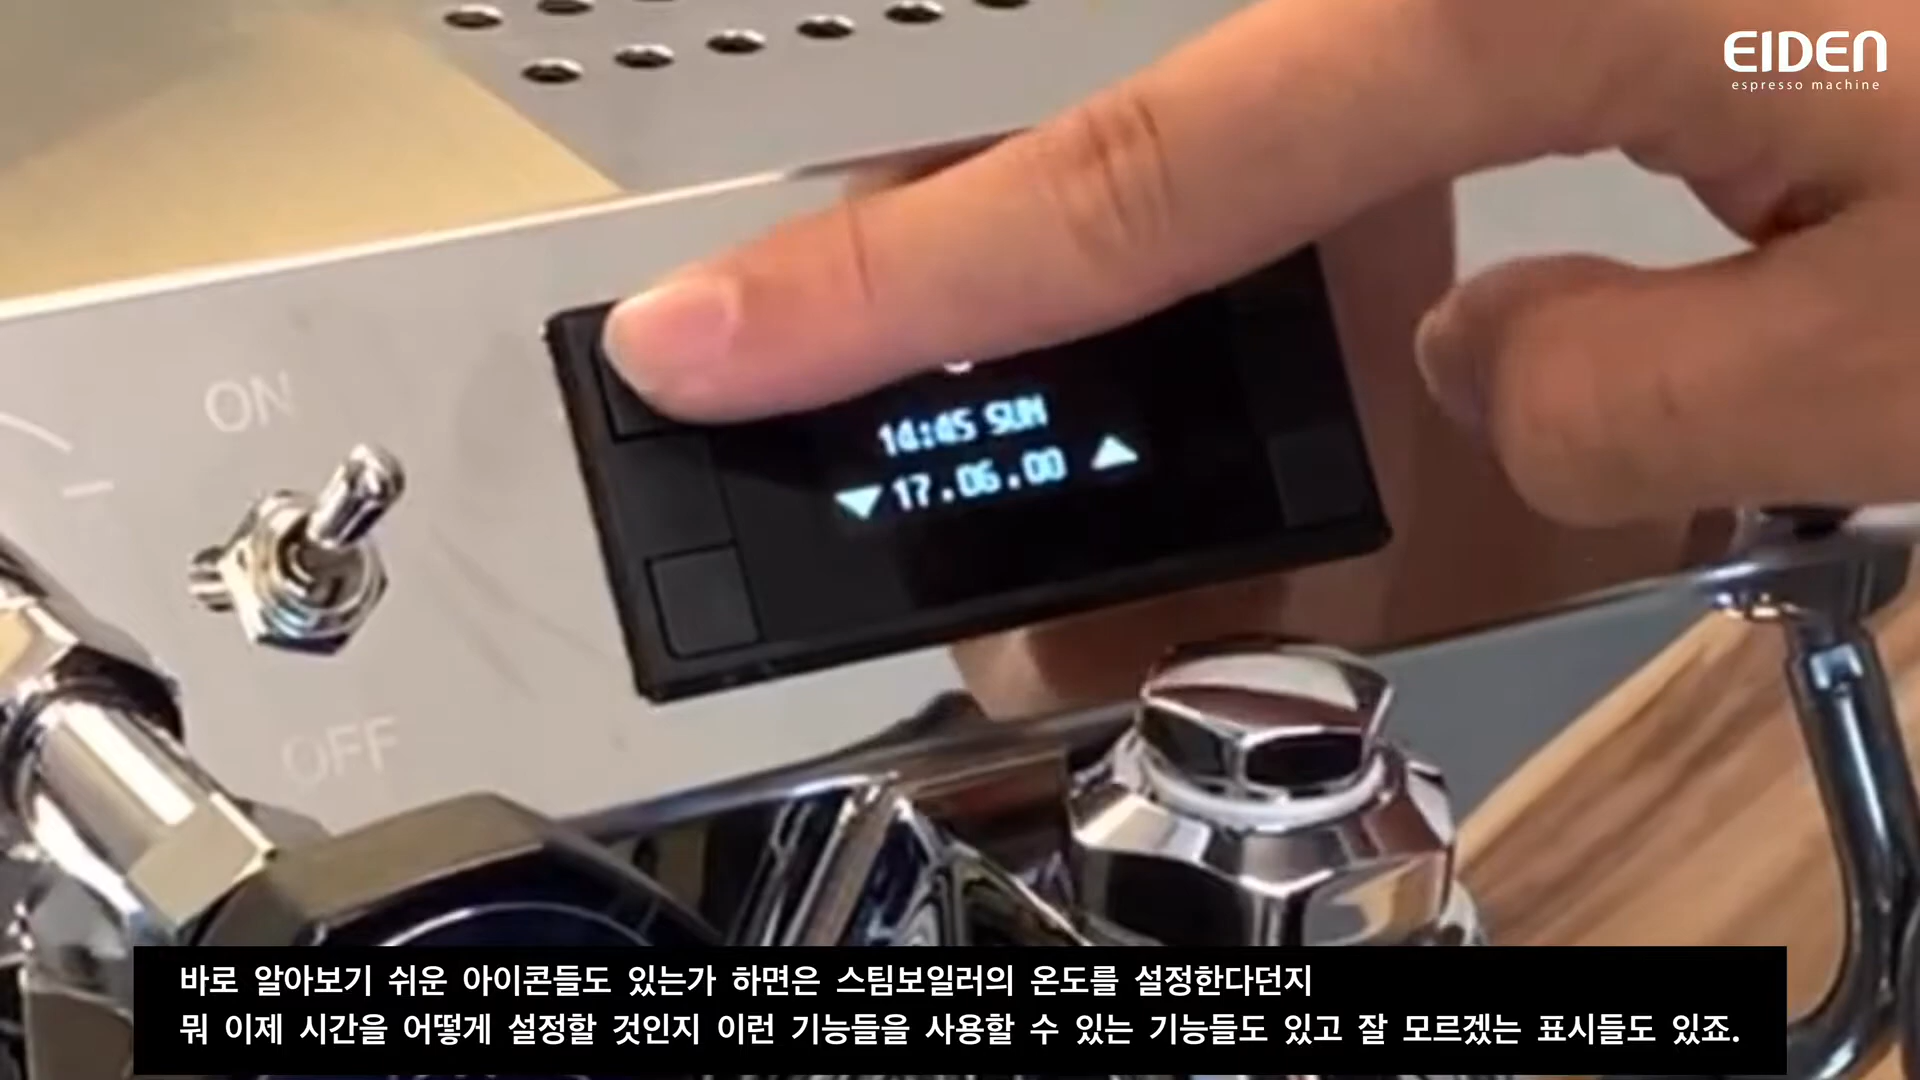 EIDEN
espresso machine
ON
14:45 SUN
17.06.00
OFF
바로 알아보기 쉬운 아이콘들도 있는가 하면은 스팀보일러의 온도를 설정한다던지
뭐 이제 시간을 어떻게 설정할 것인지 이런 기능들을 사용할 수 있는 기능들도 있고 잘 모르겠는 표시들도 있죠.